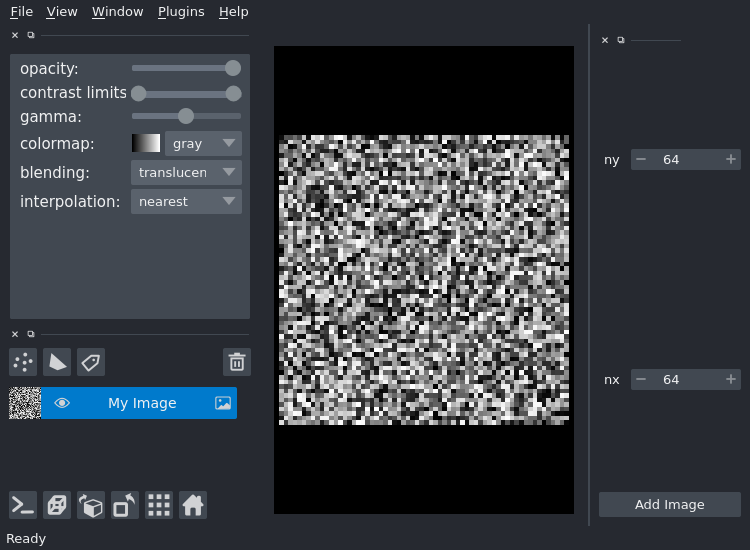 File View Window Plugins Help
opacity:
contrast limits
gamma:
colormap: gray
blending: translucen
interpolation: nearest
ny 64
nx 64
My Image
Add Image
Ready